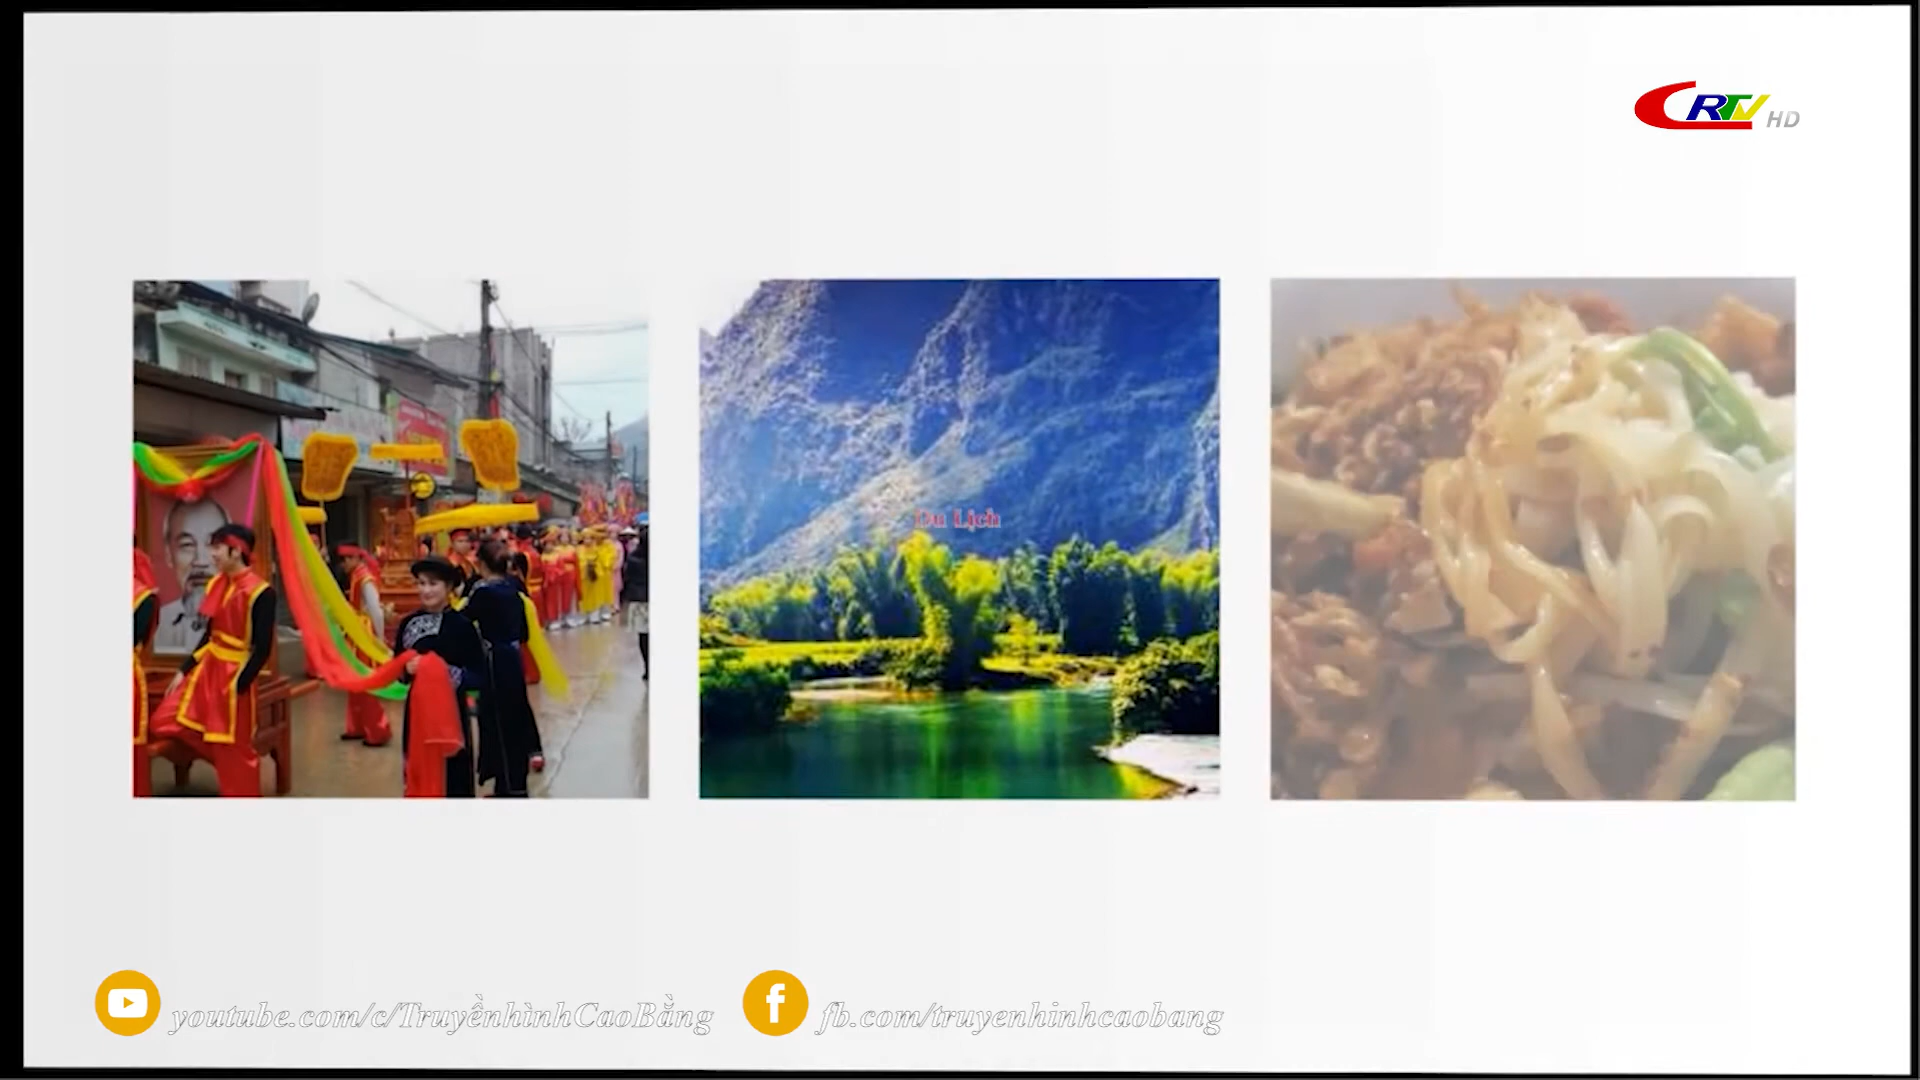 CRTV HD
Du Lịch
youtube.com/c/TruyềnhìnhCaoBằng
fb.com/truyenhinhcaobang